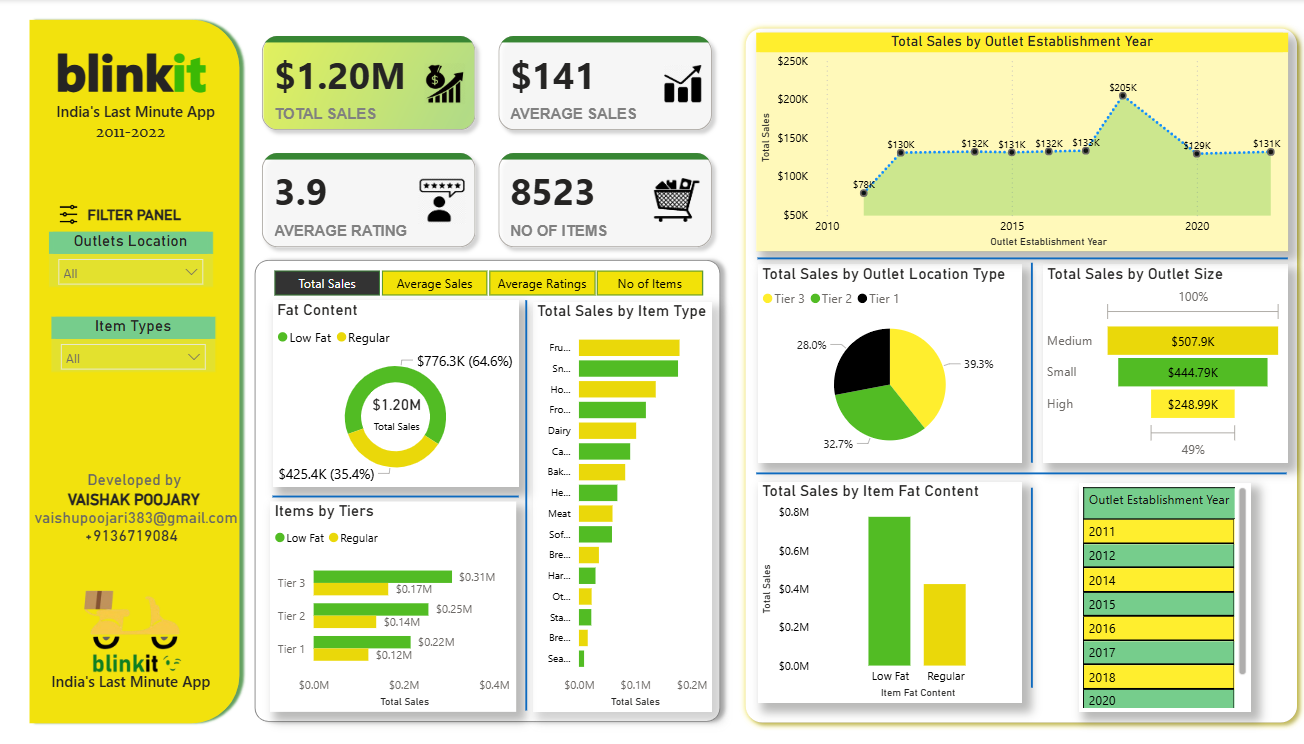 blinkit
India's Last Minute App
2011-2022
FILTER PANEL
Outlets Location
All
Item Types
All
Developed by
VAISHAK POOJARY
vaishupoojari383@gmail.com
+9136719084
blinkit
India's Last Minute App
$1.20M
TOTAL SALES
$141
AVERAGE SALES
3.9
AVERAGE RATING
8523
NO OF ITEMS
Total Sales
Average Sales
Average Ratings
No of Items
Fat Content
Low Fat
Regular
$776.3K (64.6%)
$1.20M
Total Sales
$425.4K (35.4%)
Items by Tiers
Low Fat
Regular
Tier 3
$0.31M
$0.17M
Tier 2
$0.25M
$0.14M
Tier 1
$0.22M
$0.12M
$0.0M
$0.2M
$0.4M
Total Sales
Total Sales by Item Type
Fru...
Sn...
Ho...
Fro...
Dairy
Ca...
Bak...
He...
Meat
Sof...
Bre...
Har...
Ot...
Sta...
Bre...
Sea...
$0.0M
$0.1M
$0.2M
Total Sales
Total Sales by Outlet Establishment Year
$250K
$200K
$150K
$100K
$50K
Total Sales
$78K
$130K
$132K
$131K
$132K
$133K
$205K
$129K
$131K
2010
2015
2020
Outlet Establishment Year
Total Sales by Outlet Location Type
Tier 3
Tier 2
Tier 1
28.0%
39.3%
32.7%
Total Sales by Outlet Size
100%
Medium
$507.9K
Small
$444.79K
High
$248.99K
49%
Total Sales by Item Fat Content
$0.8M
$0.6M
$0.4M
$0.2M
$0.0M
Total Sales
Low Fat
Regular
Item Fat Content
Outlet Establishment Year
2011
2012
2014
2015
2016
2017
2018
2020